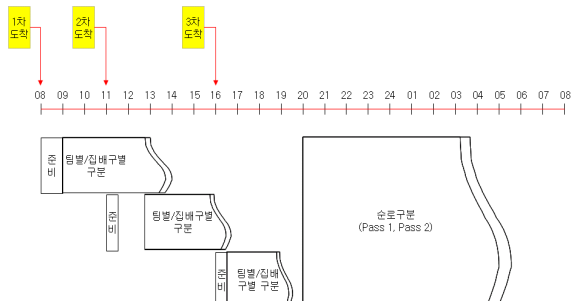 1차
도착
2차
도착
3차
도착
08 09 10 11 12 13 14 15 16 17 18 19 20 21 22 23 24 01 02 03 04 05 06 07 08
준
비
팀별/집배구별
구분
준
비
팀별/집배구별
구분
준
비
팀별/집배
구별 구분
순로구분
(Pass 1, Pass 2)